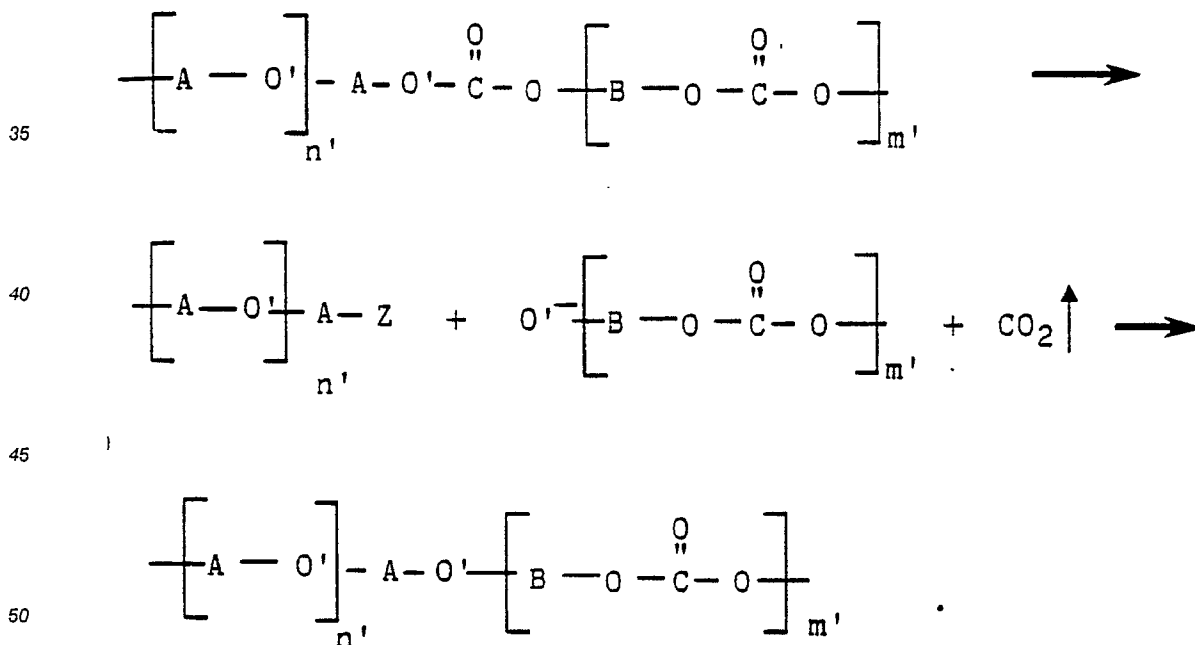 [A — O']n' — A — O' — C(=O) — O — [B — O — C(=O) — O —]m' →
35
[A — O']n' A — Z + O' — [B — O — C(=O) — O —]m' + CO2 ↑ →
40
45
[A — O']n' — A — O' — [B — O — C(=O) — O —]m'
50